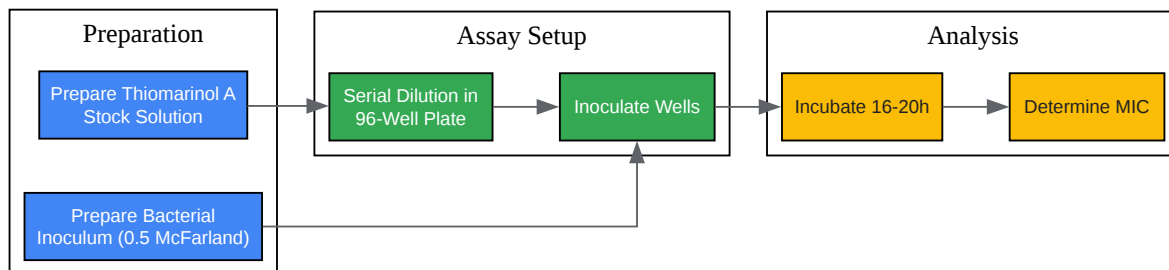 Preparation
Prepare Thiomarinol A
Stock Solution
Prepare Bacterial
Inoculum (0.5 McFarland)
Assay Setup
Serial Dilution in
96-Well Plate
Inoculate Wells
Analysis
Incubate 16-20h
Determine MIC